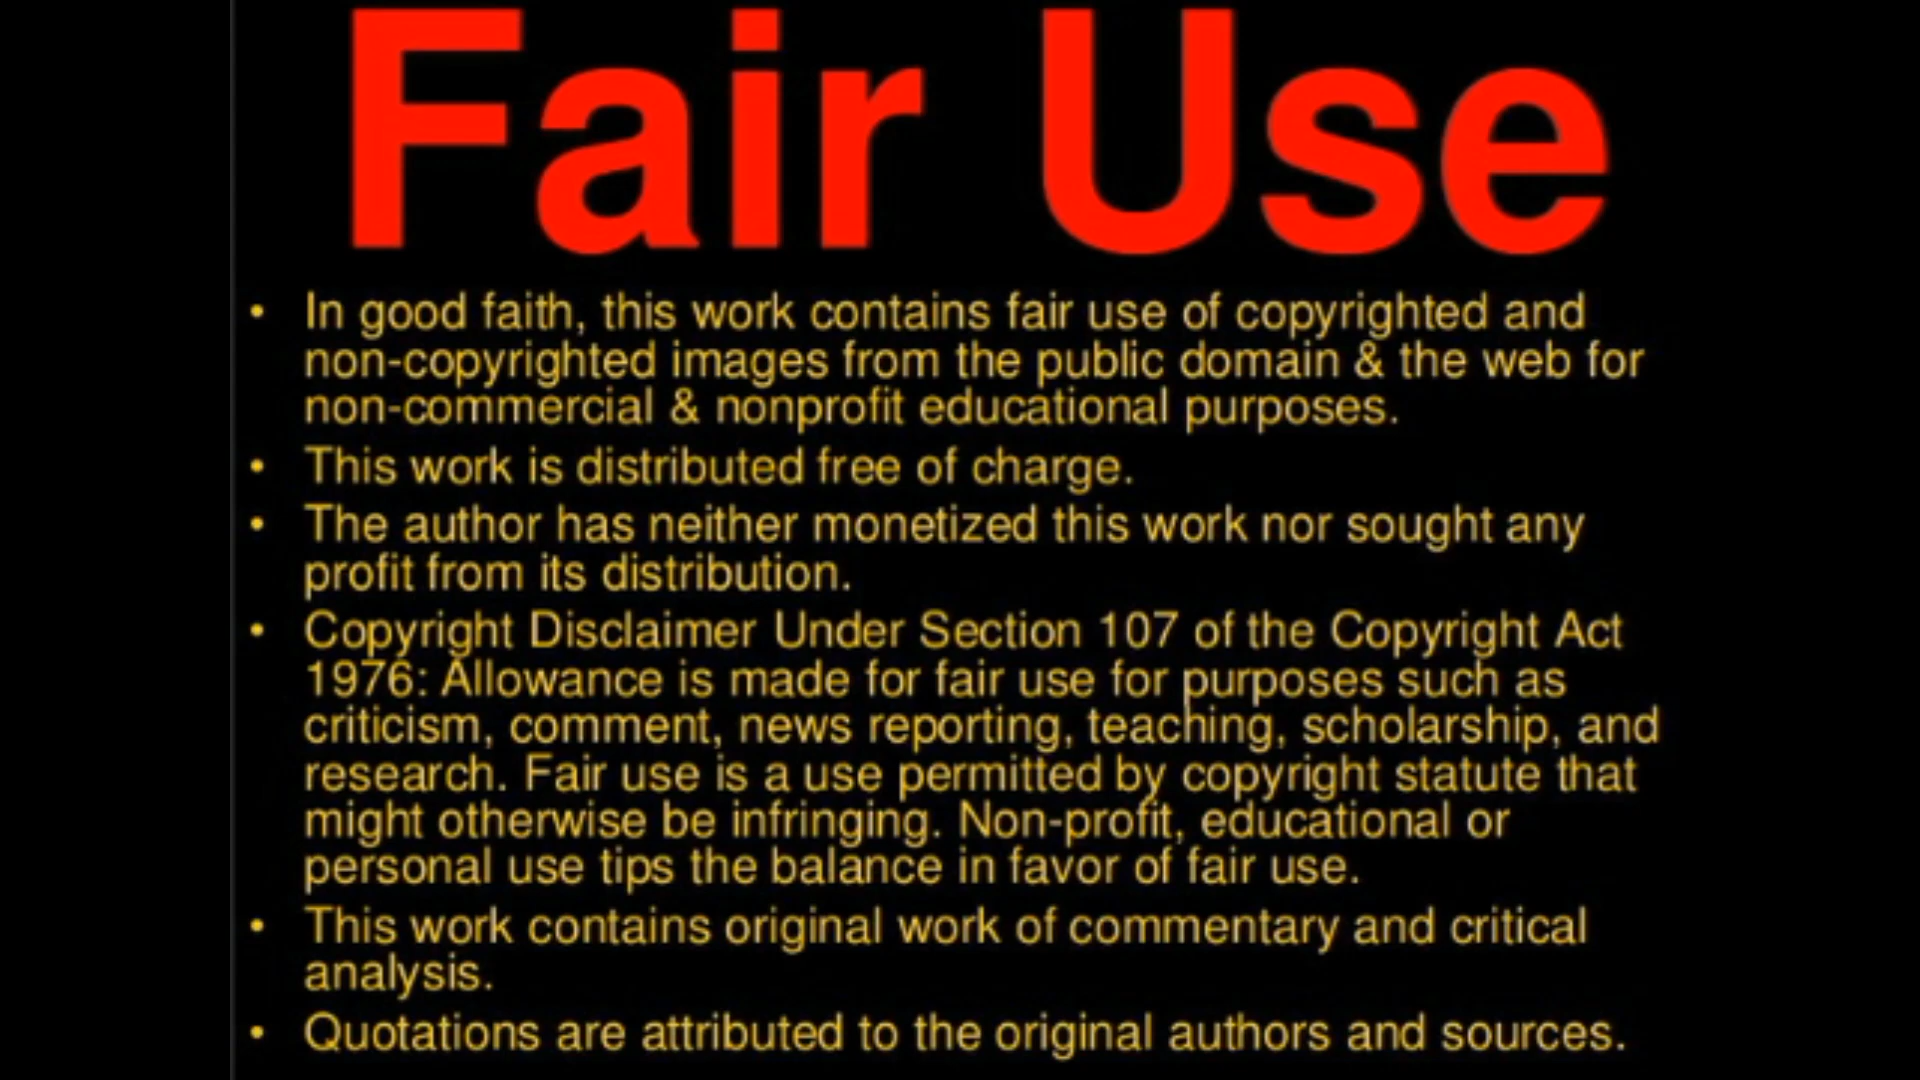 Fair Use
• In good faith, this work contains fair use of copyrighted and
non-copyrighted images from the public domain & the web for
non-commercial & nonprofit educational purposes.
• This work is distributed free of charge.
• The author has neither monetized this work nor sought any
profit from its distribution.
• Copyright Disclaimer Under Section 107 of the Copyright Act
1976: Allowance is made for fair use for purposes such as
criticism, comment, news reporting, teaching, scholarship, and
research. Fair use is a use permitted by copyright statute that
might otherwise be infringing. Non-profit, educational or
personal use tips the balance in favor of fair use.
• This work contains original work of commentary and critical
analysis.
• Quotations are attributed to the original authors and sources.